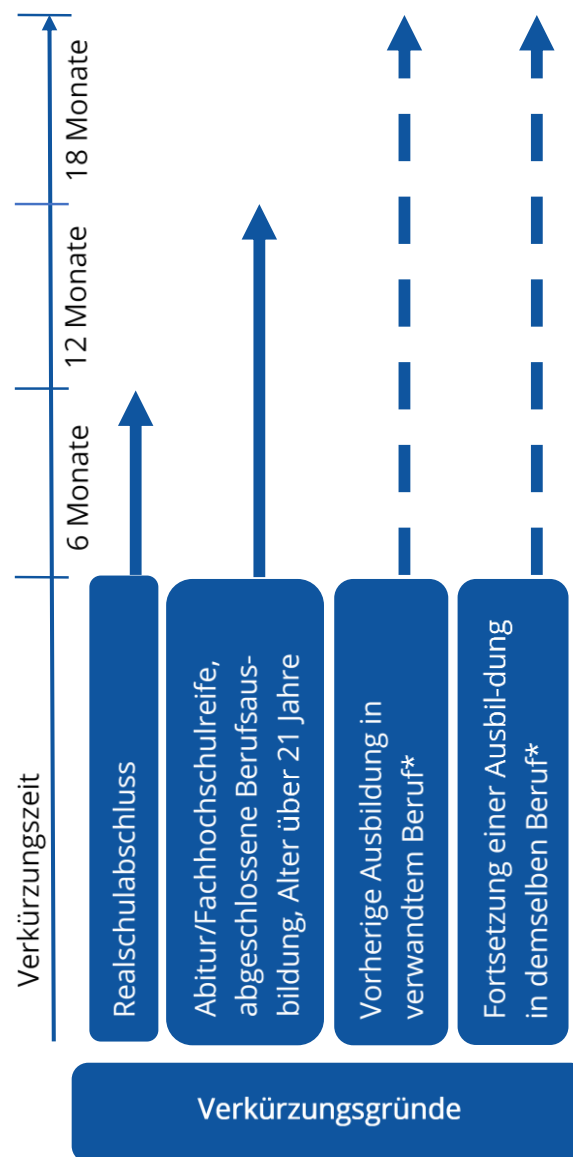 Verkürzungszeit
6 Monate
12 Monate
18 Monate
Realschulabschluss
Abitur/Fachhochschulreife,
abgeschlossene Berufsaus-
bildung, Alter über 21 Jahre
Vorherige Ausbildung in
verwandtem Beruf*
Fortsetzung einer Ausbil-dung
in demselben Beruf*
Verkürzungsgründe